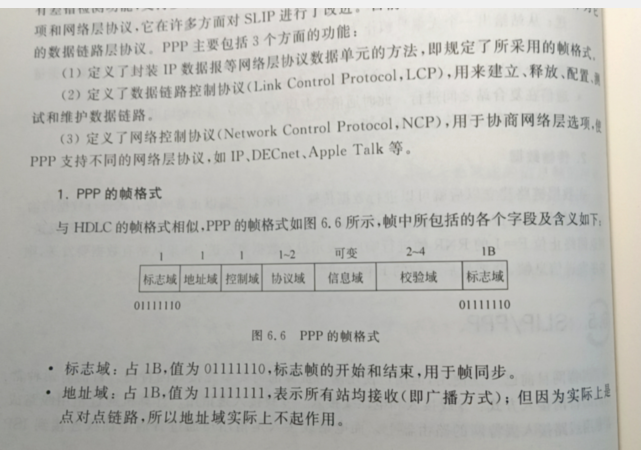 项和网络层协议,它在许多方面对 SLIP 进行了改进。
的数据链路层协议。PPP 主要包括 3 个方面的功能:
(1) 定义了封装 IP 数据报等网络层协议数据单元的方法,即规定了所采用的帧格式。
(2) 定义了数据链路控制协议(Link Control Protocol,LCP),用来建立、释放、配置、测
试和维护数据链路。
(3) 定义了网络控制协议(Network Control Protocol,NCP),用于协商网络层选项,使
PPP 支持不同的网络层协议,如 IP、DECnet、Apple Talk 等。
1. PPP 的帧格式
与 HDLC 的帧格式相似,PPP 的帧格式如图 6.6 所示,帧中所包括的各个字段及含义如下:
1 1 1 1~2 可变 2~4 1B
标志域 地址域 控制域 协议域 信息域 校验域 标志域
01111110 01111110
图 6.6 PPP 的帧格式
• 标志域: 占 1B,值为 01111110,标志帧的开始和结束,用于帧同步。
• 地址域: 占 1B,值为 11111111,表示所有站均接收(即广播方式);但因为实际上是
点对点链路,所以地址域实际上不起作用。